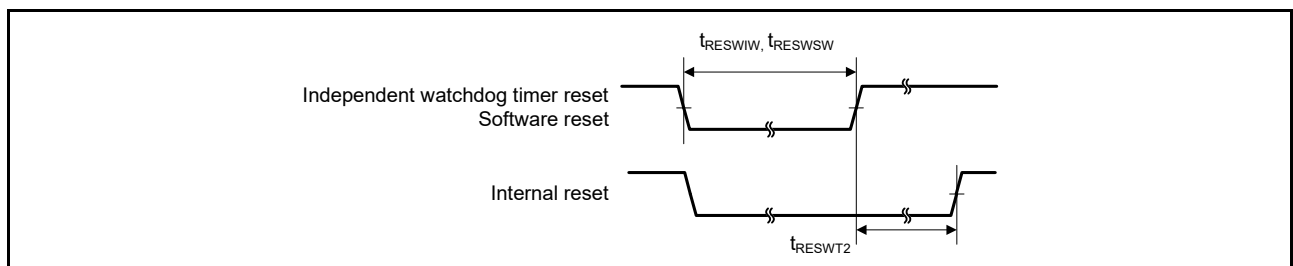 tRESWIW, tRESWSW
Independent watchdog timer reset
Software reset
Internal reset
tRESWT2